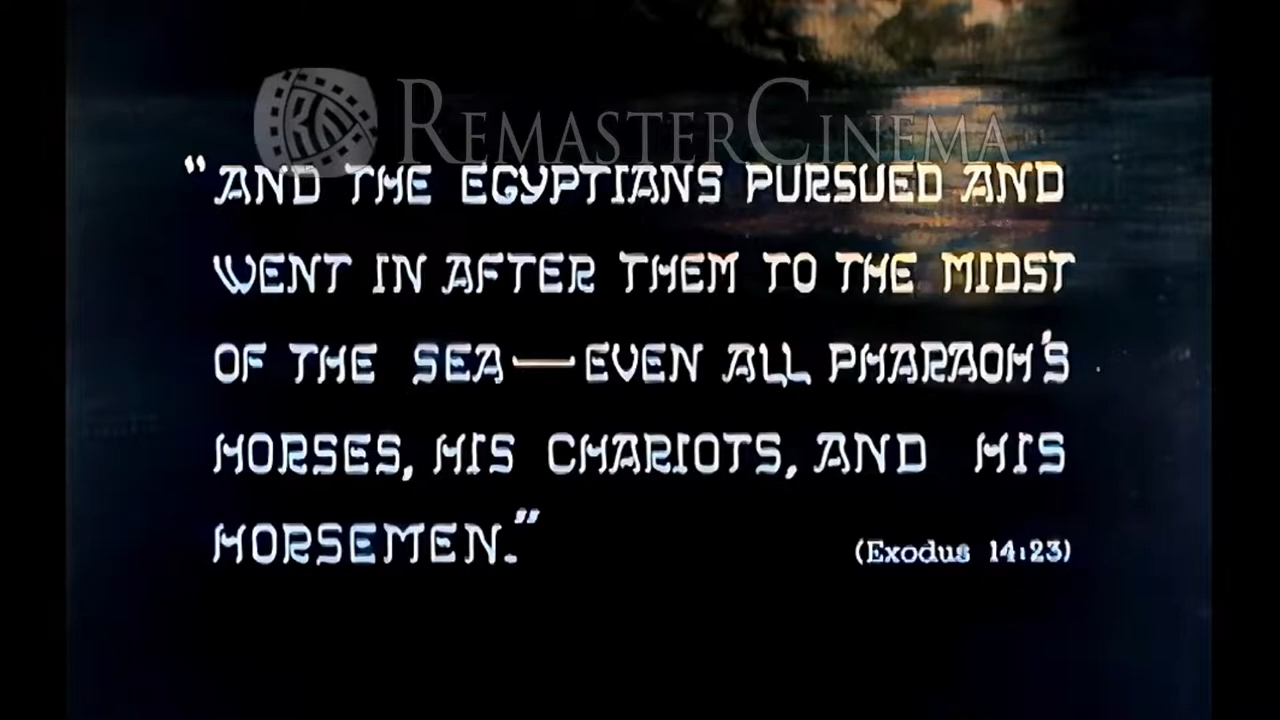 REMASTERCINEMA
"AND THE EGYPTIANS PURSUED AND
WENT IN AFTER THEM TO THE MIDST
OF THE SEA—EVEN ALL PHARAOH'S
HORSES, HIS CHARIOTS, AND HIS
HORSEMEN."
(Exodus 14:23)